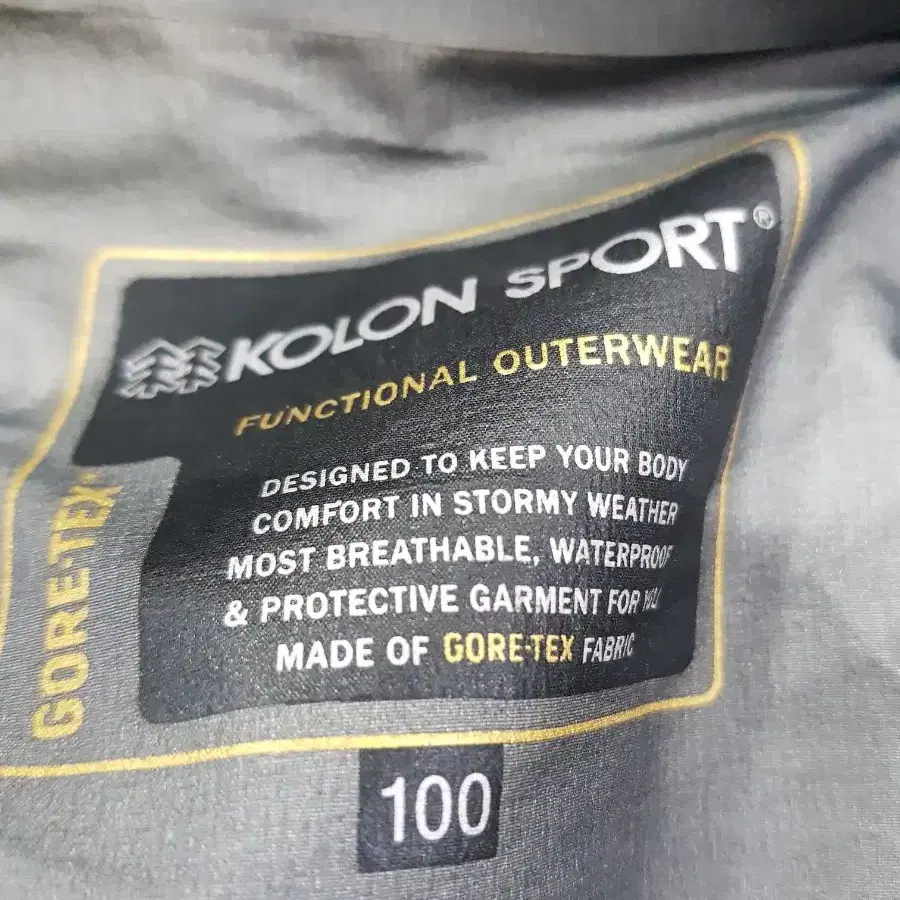 KOLON SPORT®
FUNCTIONAL OUTERWEAR
DESIGNED TO KEEP YOUR BODY
COMFORT IN STORMY WEATHER
MOST BREATHABLE, WATERPROOF
& PROTECTIVE GARMENT FOR YOU
MADE OF GORE-TEX FABRIC
GORE-TEX
100